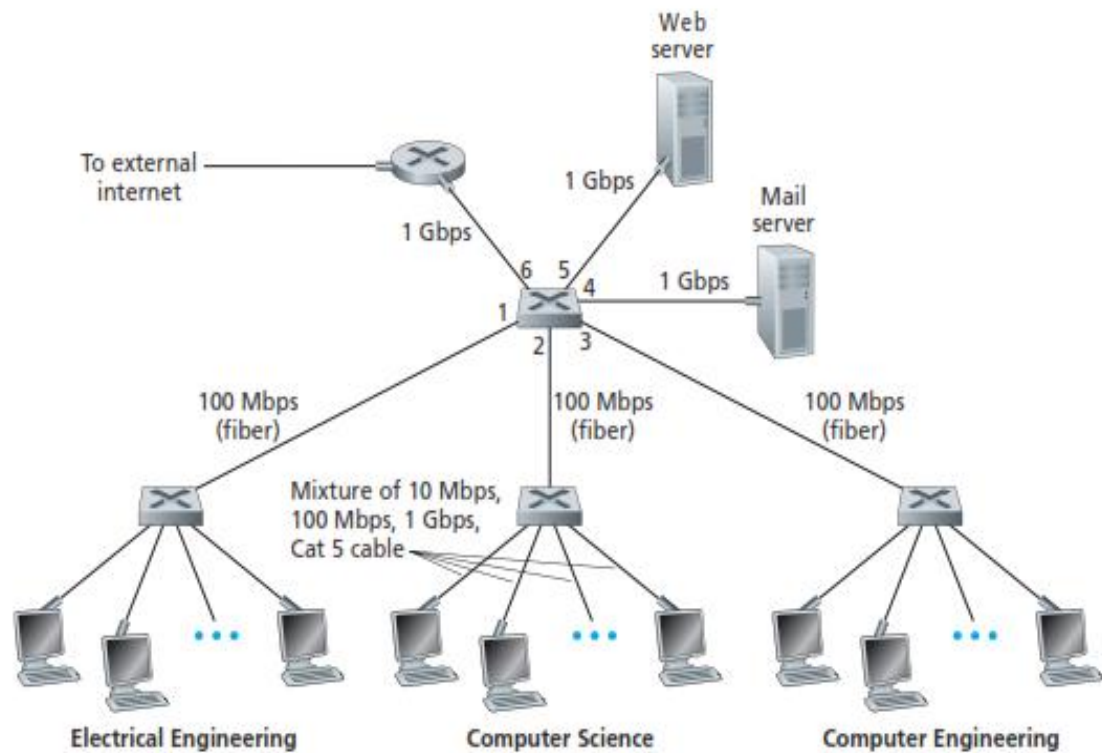 Web
server
To external
internet
1 Gbps
1 Gbps
Mail
server
6
5
4
1 Gbps
1
2
3
100 Mbps
(fiber)
100 Mbps
(fiber)
100 Mbps
(fiber)
Mixture of 10 Mbps,
100 Mbps, 1 Gbps,
Cat 5 cable
Electrical Engineering
Computer Science
Computer Engineering